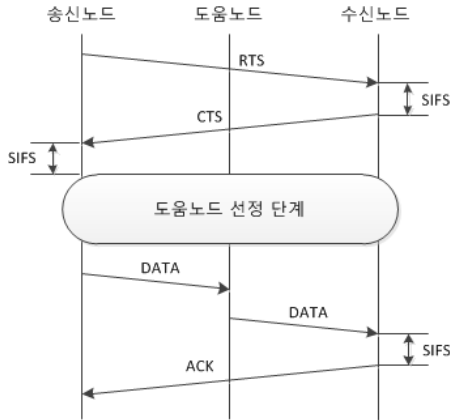 송신노드 도움노드 수신노드
RTS
SIFS
CTS
SIFS
도움노드 선정 단계
DATA
DATA
SIFS
ACK